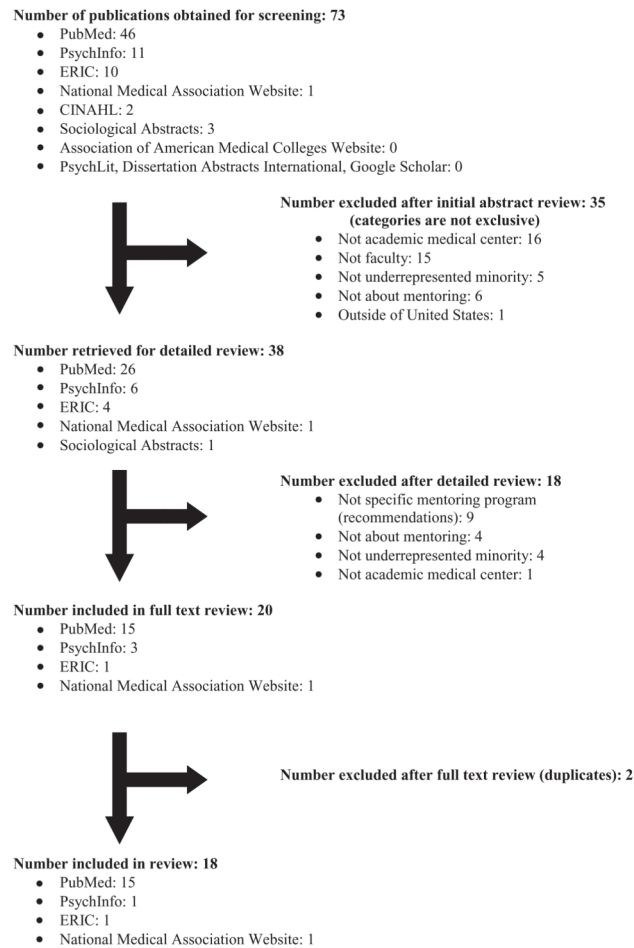 Number of publications obtained for screening: 73
• PubMed: 46
• PsychInfo: 11
• ERIC: 10
• National Medical Association Website: 1
• CINAHL: 2
• Sociological Abstracts: 3
• Association of American Medical Colleges Website: 0
• PsychLit, Dissertation Abstracts International, Google Scholar: 0
Number excluded after initial abstract review: 35
(categories are not exclusive)
• Not academic medical center: 16
• Not faculty: 15
• Not underrepresented minority: 5
• Not about mentoring: 6
• Outside of United States: 1
Number retrieved for detailed review: 38
• PubMed: 26
• PsychInfo: 6
• ERIC: 4
• National Medical Association Website: 1
• Sociological Abstracts: 1
Number excluded after detailed review: 18
• Not specific mentoring program
(recommendations): 9
• Not about mentoring: 4
• Not underrepresented minority: 4
• Not academic medical center: 1
Number included in full text review: 20
• PubMed: 15
• PsychInfo: 3
• ERIC: 1
• National Medical Association Website: 1
Number excluded after full text review (duplicates): 2
Number included in review: 18
• PubMed: 15
• PsychInfo: 1
• ERIC: 1
• National Medical Association Website: 1